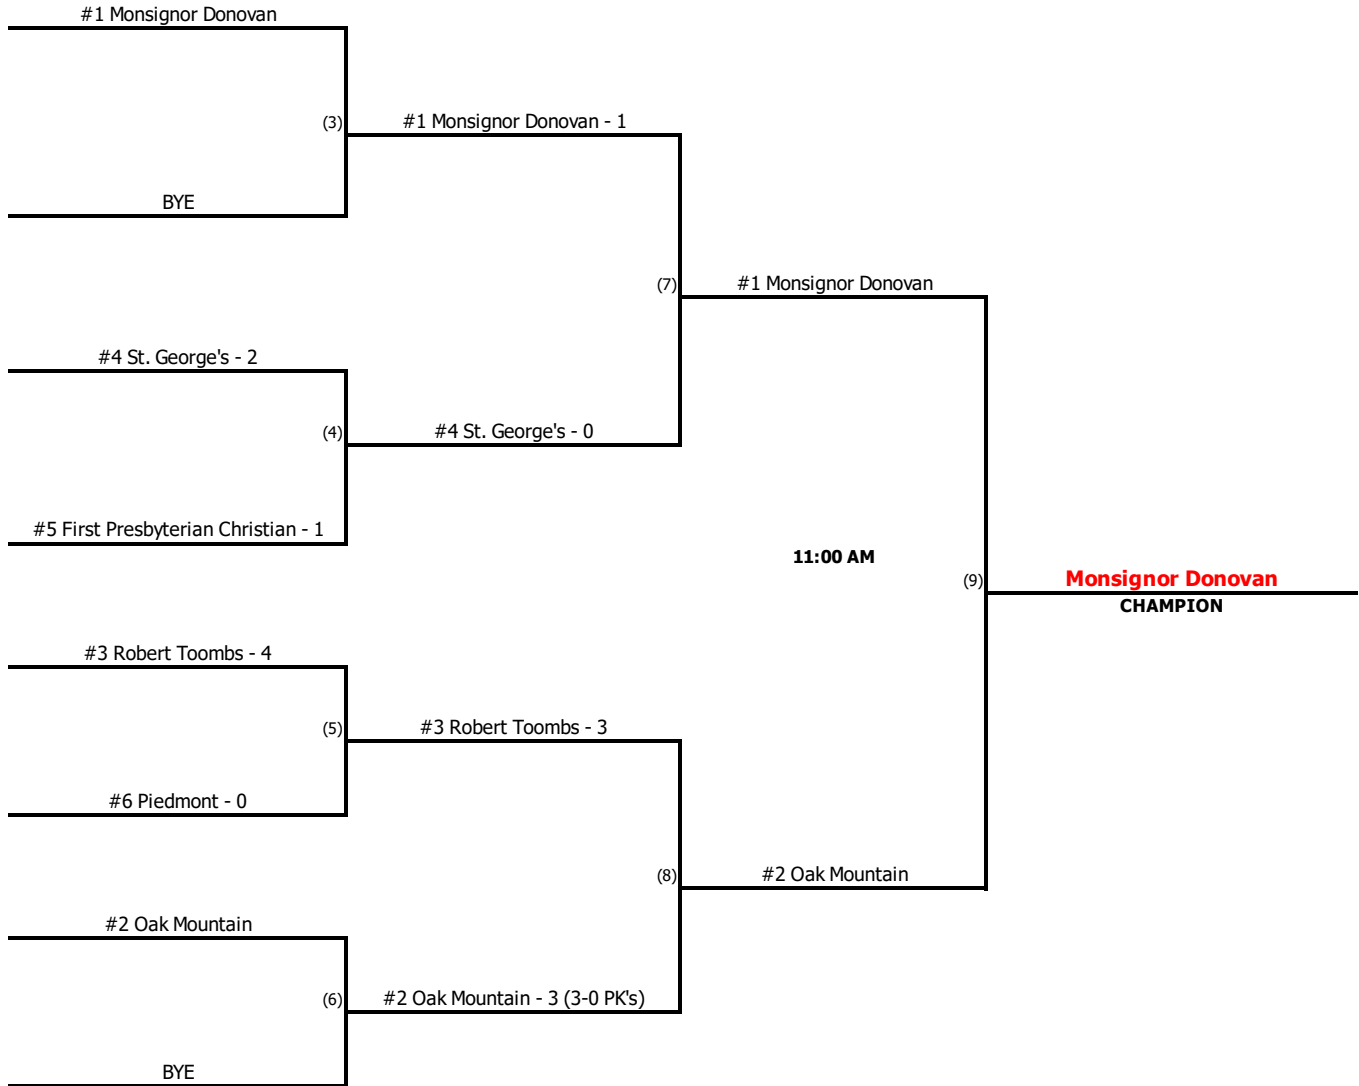 #1 Monsignor Donovan
(3)
#1 Monsignor Donovan - 1
BYE
(7)
#1 Monsignor Donovan
#4 St. George's - 2
(4)
#4 St. George's - 0
#5 First Presbyterian Christian - 1
11:00 AM
(9)
Monsignor Donovan
CHAMPION
#3 Robert Toombs - 4
(5)
#3 Robert Toombs - 3
#6 Piedmont - 0
(8)
#2 Oak Mountain
#2 Oak Mountain
(6)
#2 Oak Mountain - 3 (3-0 PK's)
BYE